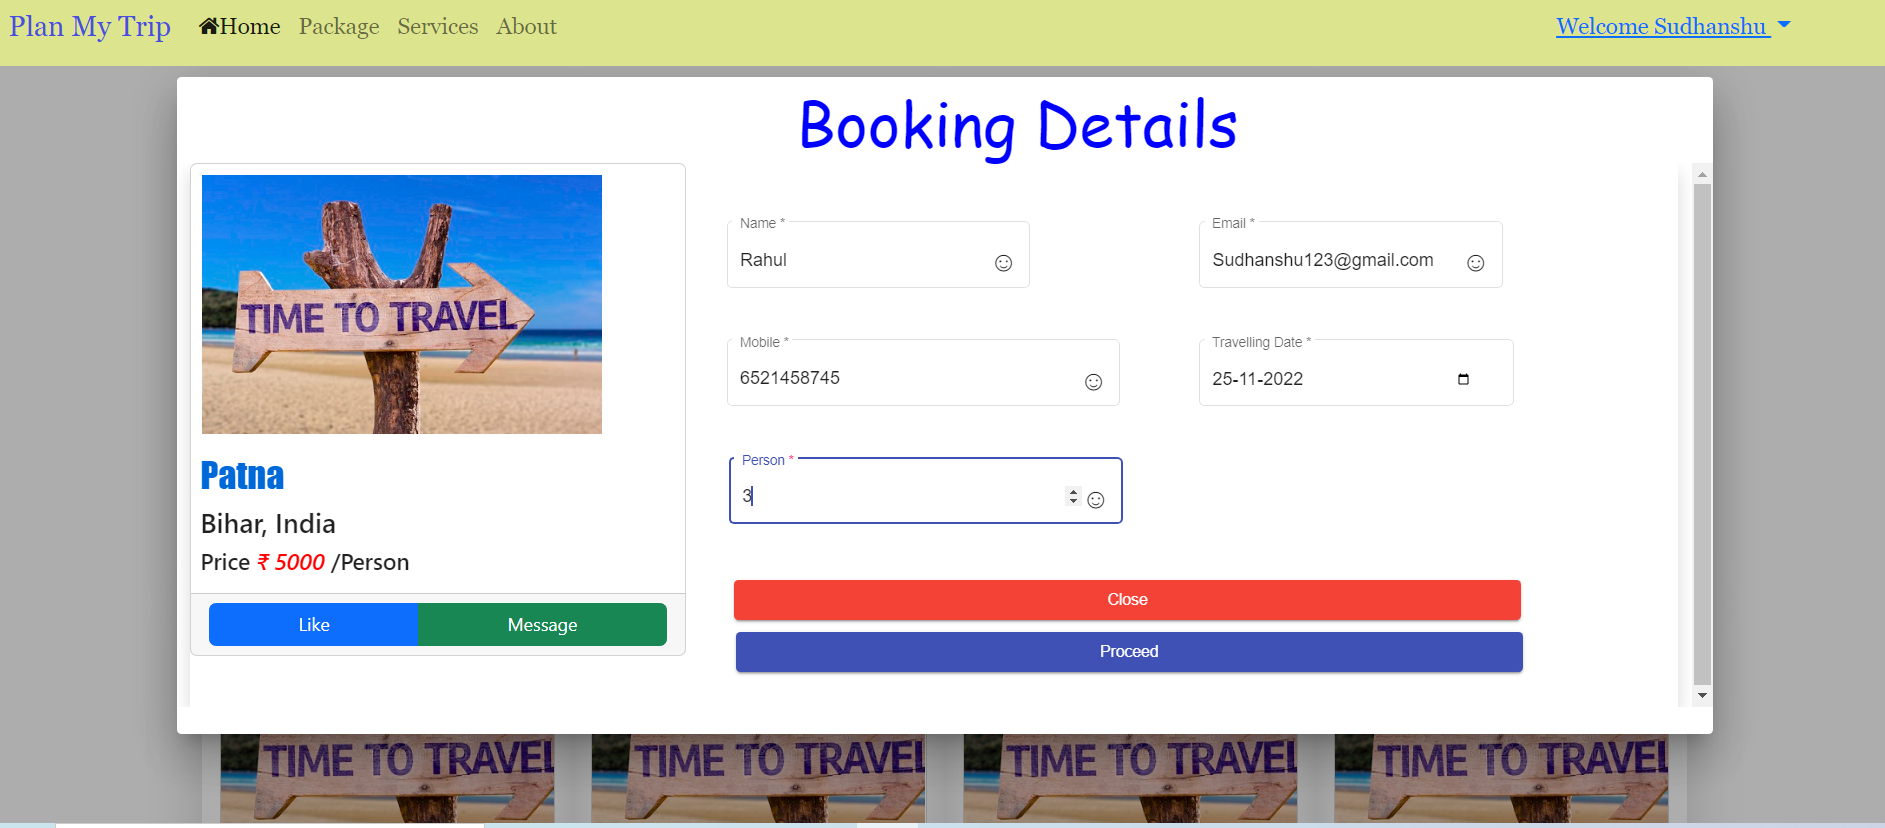 Plan My Trip Home Package Services About Welcome Sudhanshu
Booking Details
TIME TO TRAVEL
Patna
Bihar, India
Price ₹ 5000 /Person
Like Message
Name * Email *
Rahul Sudhanshu123@gmail.com
Mobile * Travelling Date *
6521458745 25-11-2022
Person *
3
Close
Proceed
TIME TO TRAVEL TIME TO TRAVEL TIME TO TRAVEL TIME TO TRAVEL